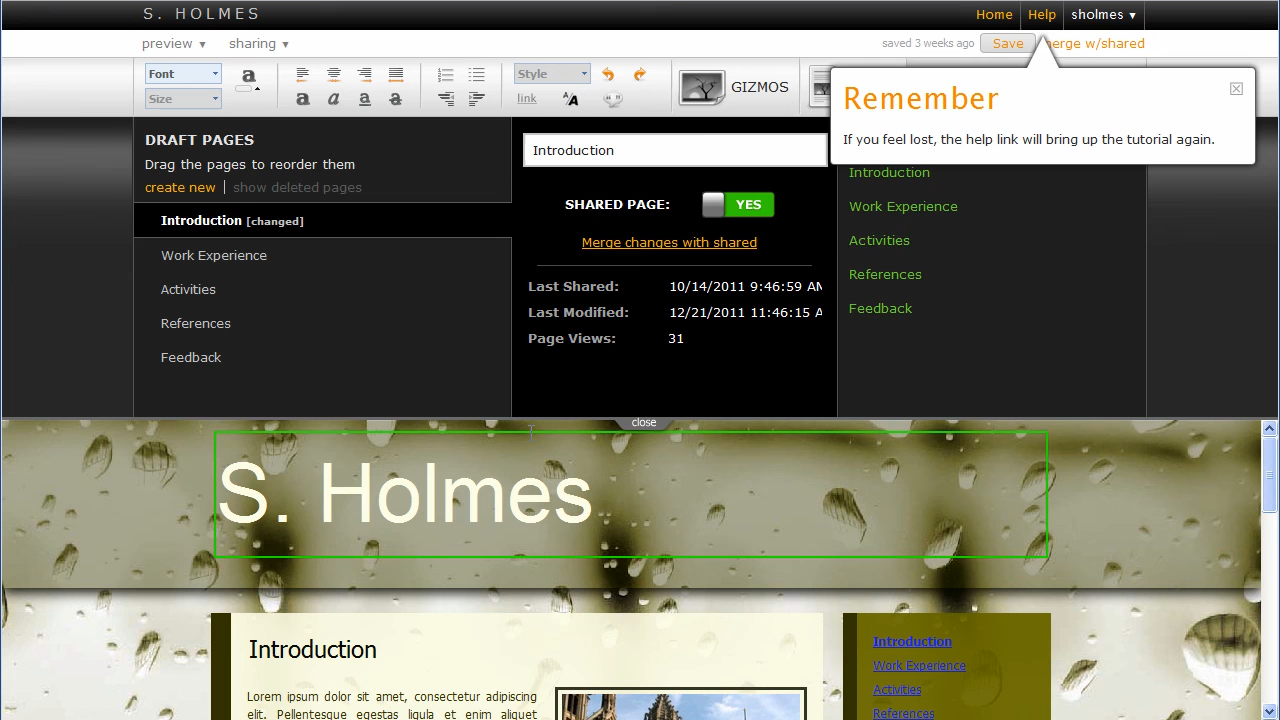 S. HOLMES
Home Help sholmes ▼
preview ▼ sharing ▼
saved 3 weeks ago Save merge w/shared
Font
a
Style
Size
link
GIZMOS
Remember
If you feel lost, the help link will bring up the tutorial again.
DRAFT PAGES
Drag the pages to reorder them
create new | show deleted pages
Introduction [changed]
Work Experience
Activities
References
Feedback
Introduction
SHARED PAGE: YES
Merge changes with shared
Last Shared: 10/14/2011 9:46:59 AM
Last Modified: 12/21/2011 11:46:15 A
Page Views: 31
Introduction
Work Experience
Activities
References
Feedback
close
S. Holmes
Introduction
Lorem ipsum dolor sit amet, consectetur adipiscing
elit. Pellentesque egestas ligula et enim aliquet
Introduction
Work Experience
Activities
References